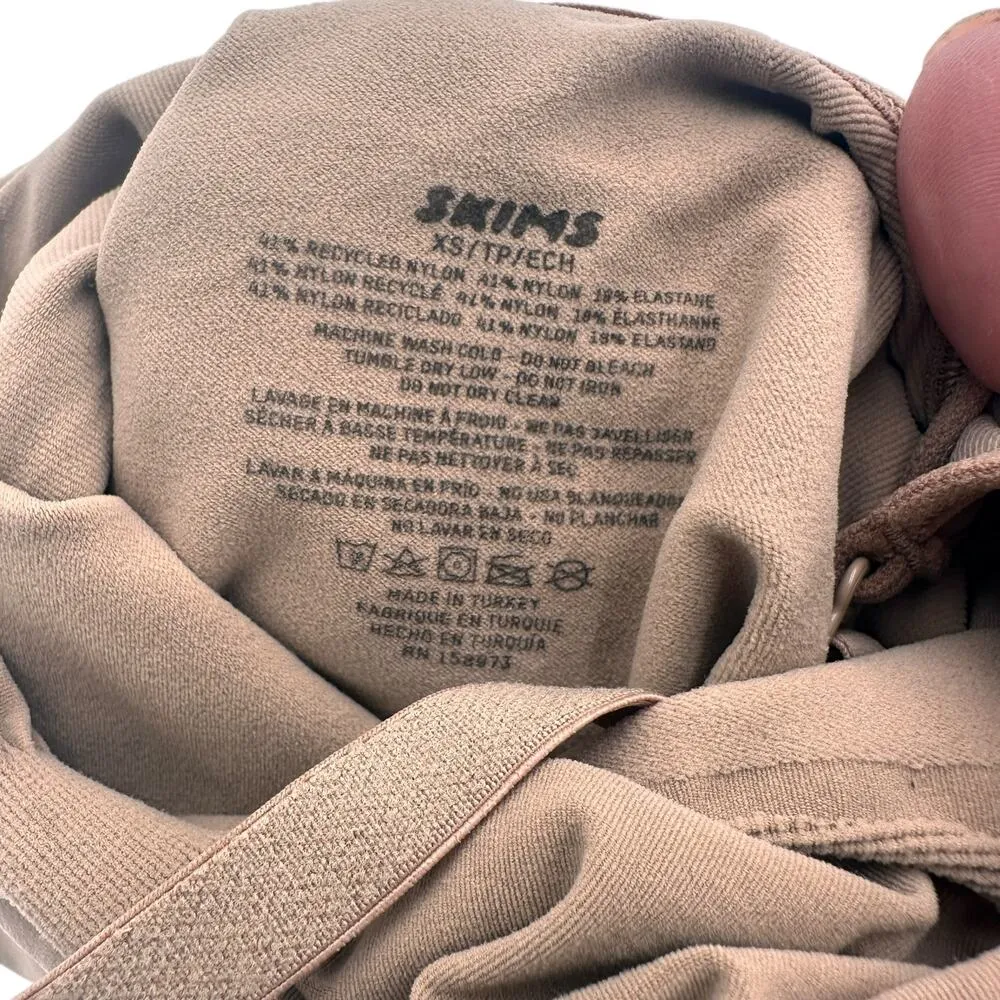 SKIMS
XS/TP/ECH
41% RECYCLED NYLON 41% NYLON 18% ELASTANE
41% NYLON RECYCLÉ 41% NYLON 18% ÉLASTHANNE
41% NYLON RECICLADO 41% NYLON 18% ELASTANO
MACHINE WASH COLD - DO NOT BLEACH
TUMBLE DRY LOW - DO NOT IRON
DO NOT DRY CLEAN
LAVAGE EN MACHINE À FROID - NE PAS JAVELLISER
SÉCHER À BASSE TEMPÉRATURE - NE PAS REPASSER
NE PAS NETTOYER À SEC
LAVAR A MÁQUINA EN FRÍO - NO USA BLANQUEADOR
SECADO EN SECADORA BAJA - NO PLANCHAR
NO LAVAR EN SECO
MADE IN TURKEY
FABRIQUE EN TURQUIE
HECHO EN TURQUÍA
RN 158973